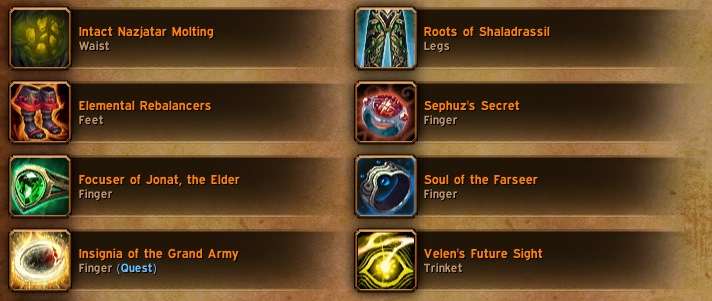 Intact Nazjatar Molting
Waist
Roots of Shaladrassil
Legs
Elemental Rebalancers
Feet
Sephuz's Secret
Finger
Focuser of Jonat, the Elder
Finger
Soul of the Farseer
Finger
Insignia of the Grand Army
Finger (Quest)
Velen's Future Sight
Trinket